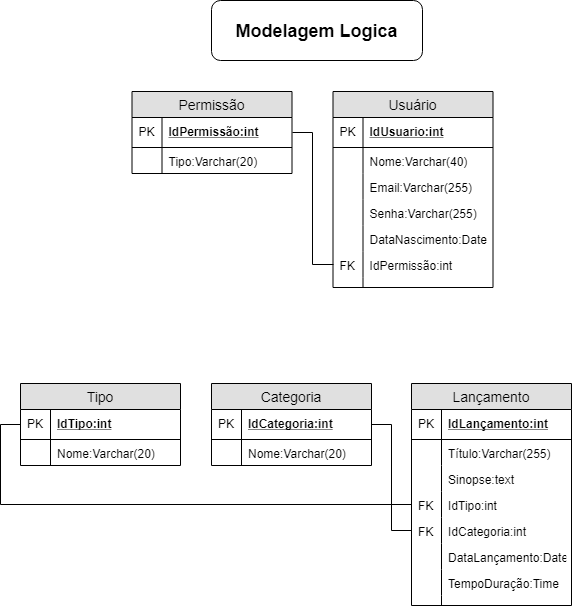 Modelagem Logica
Permissão
PK IdPermissão:int
Tipo:Varchar(20)
Usuário
PK IdUsuario:int
Nome:Varchar(40)
Email:Varchar(255)
Senha:Varchar(255)
DataNascimento:Date
FK IdPermissão:int
Tipo
PK IdTipo:int
Nome:Varchar(20)
Categoria
PK IdCategoria:int
Nome:Varchar(20)
Lançamento
PK IdLançamento:int
Título:Varchar(255)
Sinopse:text
FK IdTipo:int
FK IdCategoria:int
DataLançamento:Date
TempoDuração:Time